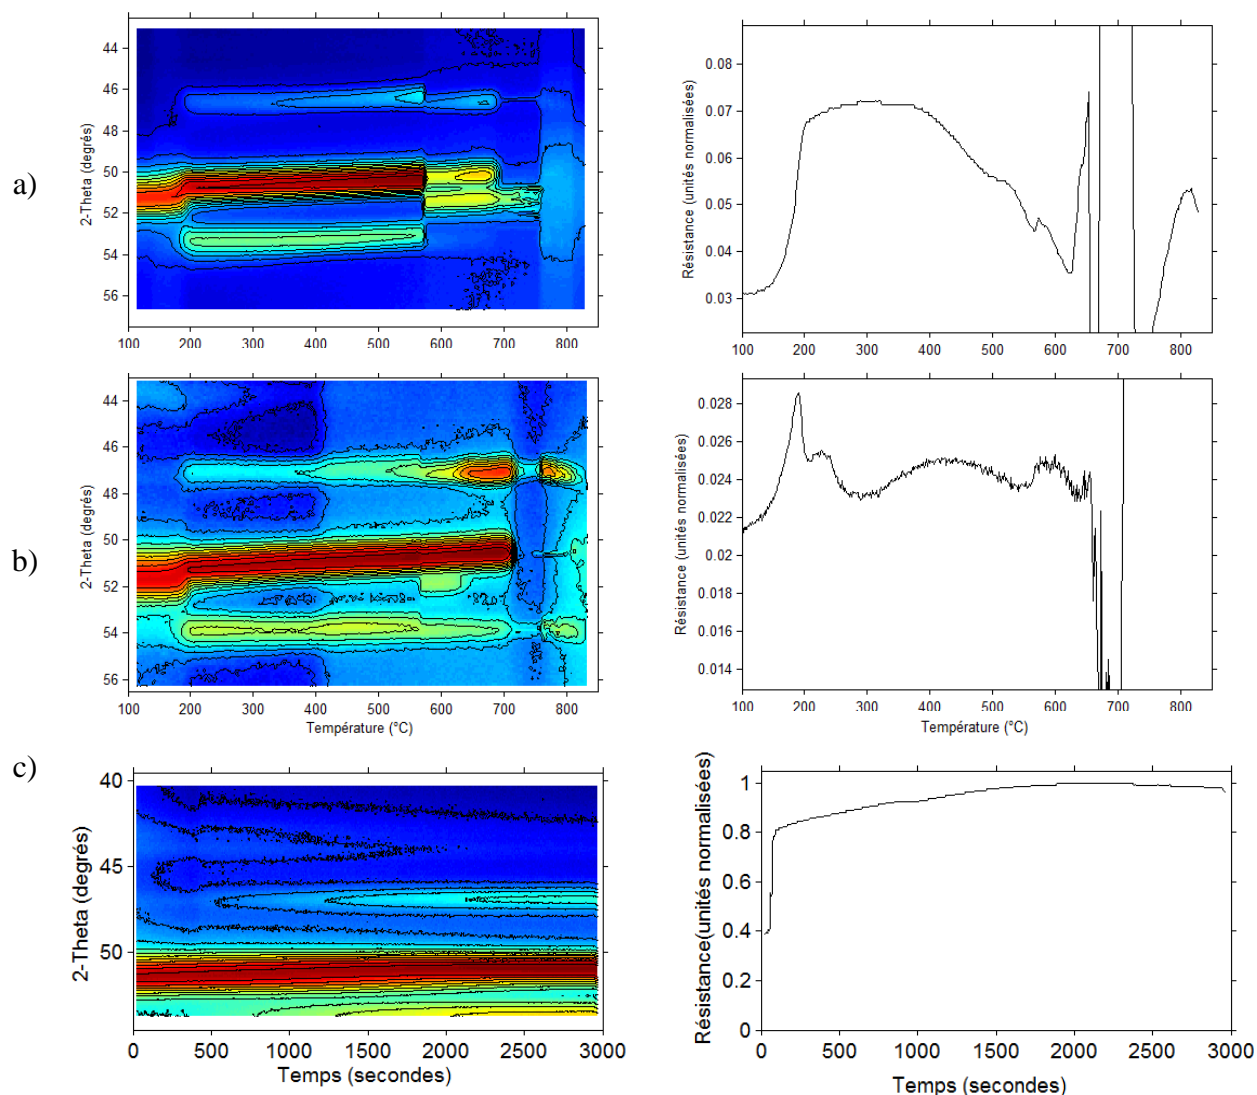 a)
2-Theta (degrés)
44
46
48
50
52
54
56
100 200 300 400 500 600 700 800
Résistance (unités normalisées)
0.08
0.07
0.06
0.05
0.04
0.03
100 200 300 400 500 600 700 800
b)
2-Theta (degrés)
44
46
48
50
52
54
56
100 200 300 400 500 600 700 800
Température (°C)
Résistance (unités normalisées)
0.028
0.026
0.024
0.022
0.02
0.018
0.016
0.014
100 200 300 400 500 600 700 800
Température (°C)
c)
2-Theta (degrés)
40
45
50
0 500 1000 1500 2000 2500 3000
Temps (secondes)
Résistance(unités normalisées)
1
0.8
0.6
0.4
0.2
0
0 500 1000 1500 2000 2500 3000
Temps (secondes)